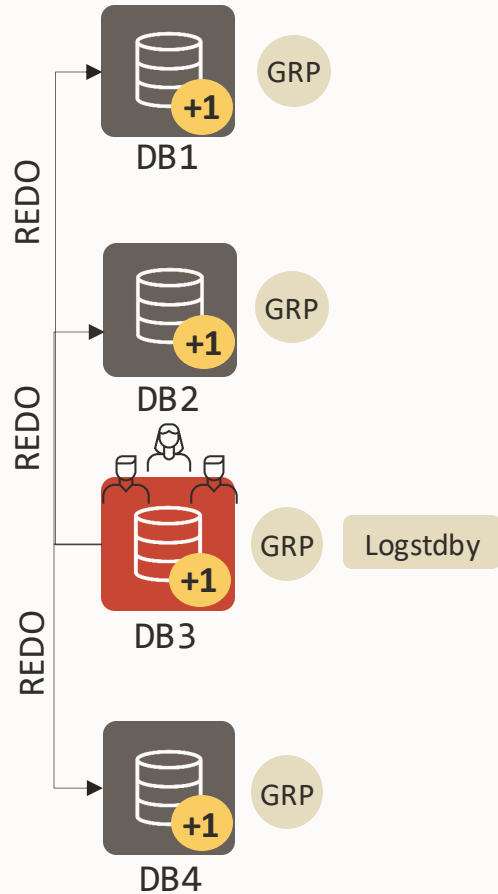 GRP
+1
DB1
REDO
GRP
+1
DB2
REDO
GRP
Logstdby
+1
DB3
REDO
GRP
+1
DB4